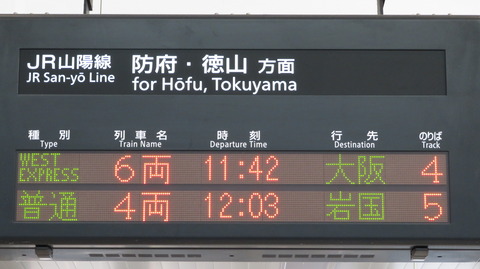 JR山陽線 防府・徳山 方面
JR San-yō Line for Hōfu, Tokuyama
種別 列車名 時刻 行先 のりば
Type Train Name Departure Time Destination Track
WEST EXPRESS 6両 11:42 大阪 4
普通 4両 12:03 岩国 5